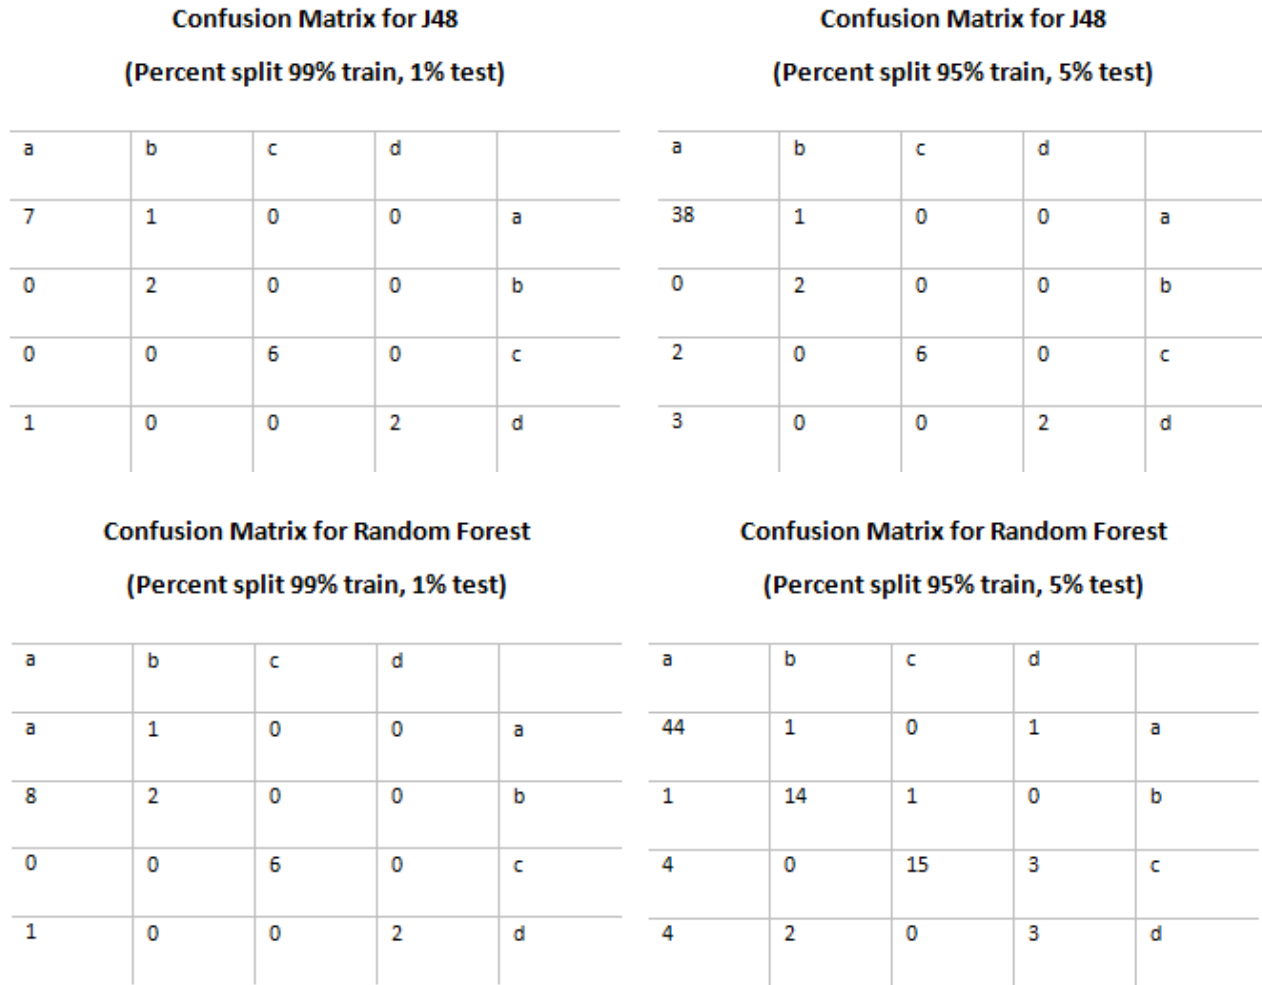 Confusion Matrix for J48
(Percent split 99% train, 1% test)
a b c d
7 1 0 0 a
0 2 0 0 b
0 0 6 0 c
1 0 0 2 d
Confusion Matrix for J48
(Percent split 95% train, 5% test)
a b c d
38 1 0 0 a
0 2 0 0 b
2 0 6 0 c
3 0 0 2 d
Confusion Matrix for Random Forest
(Percent split 99% train, 1% test)
a b c d
a 1 0 0 a
8 2 0 0 b
0 0 6 0 c
1 0 0 2 d
Confusion Matrix for Random Forest
(Percent split 95% train, 5% test)
a b c d
44 1 0 1 a
1 14 1 0 b
4 0 15 3 c
4 2 0 3 d